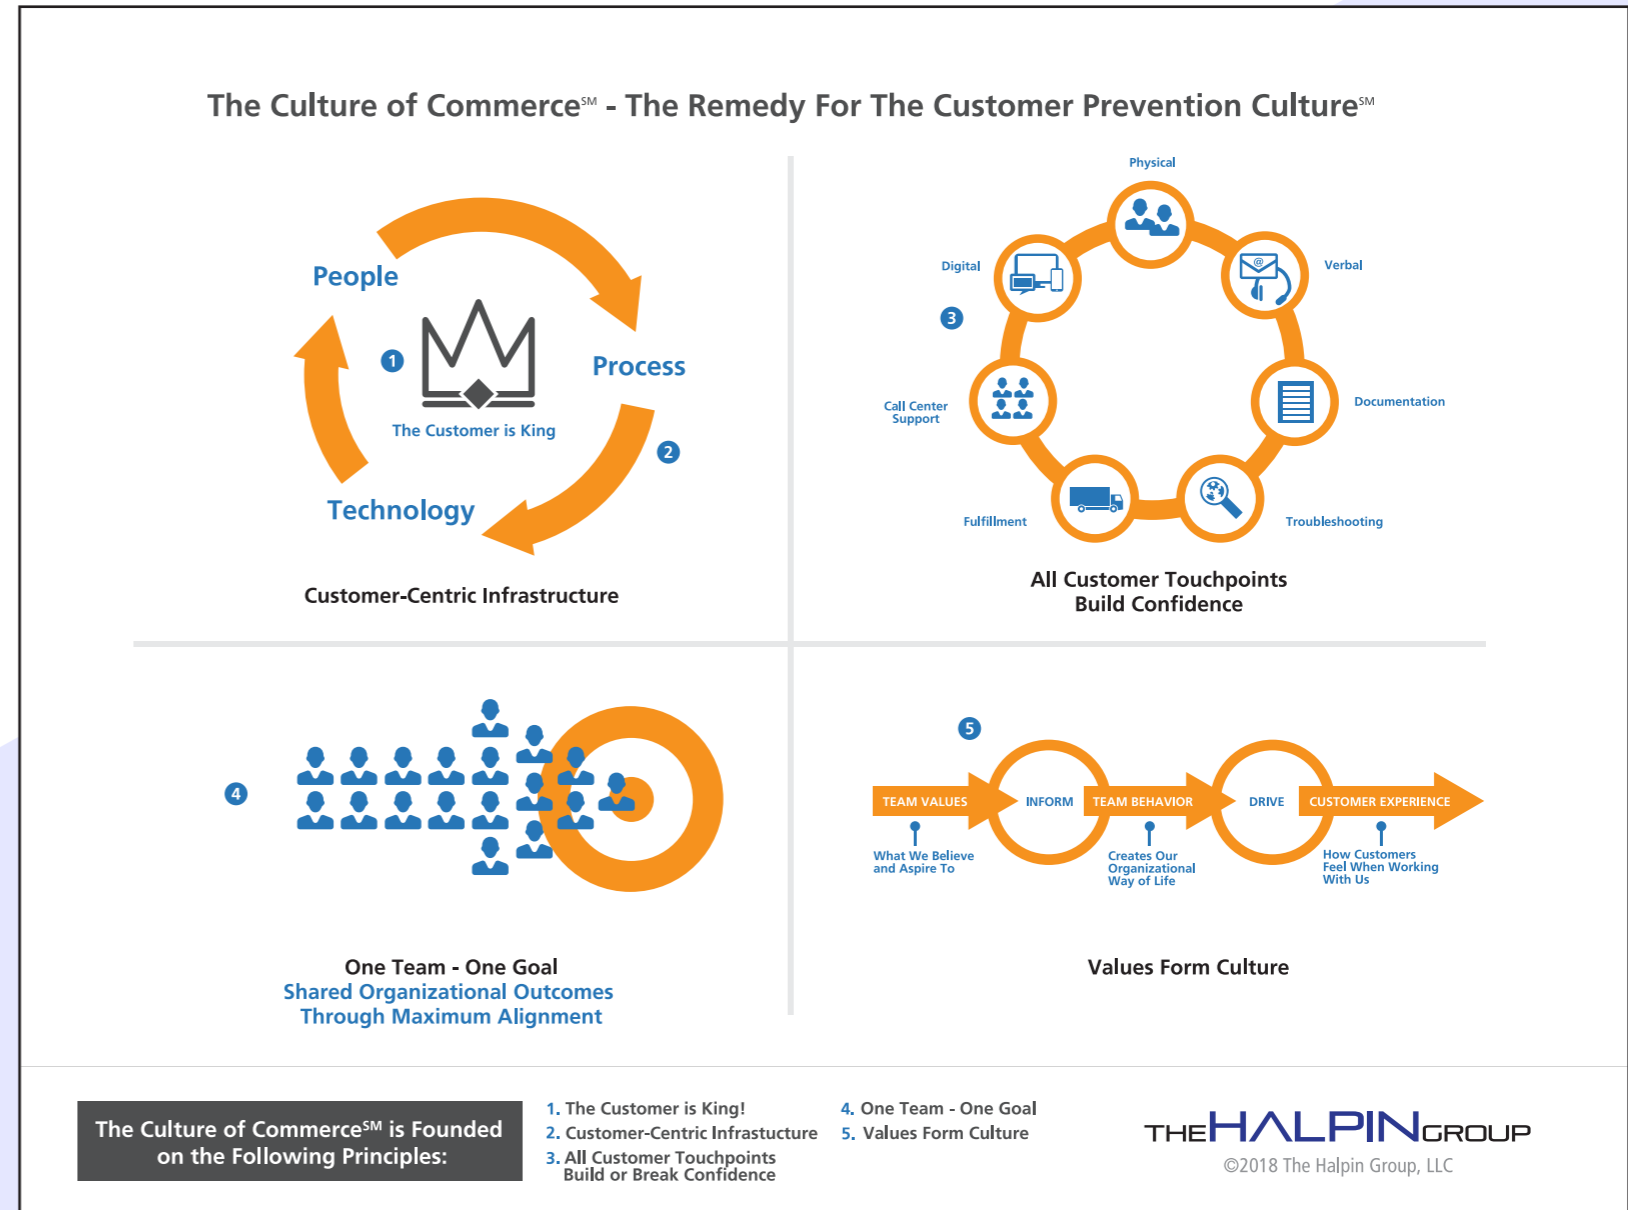 The Culture of Commerce℠ - The Remedy For The Customer Prevention Culture℠
People
Process
Technology
1
The Customer is King
2
Customer-Centric Infrastructure
Physical
Digital
Verbal
3
Call Center
Support
Documentation
Fulfillment
Troubleshooting
@
All Customer Touchpoints
Build Confidence
4
One Team - One Goal
Shared Organizational Outcomes
Through Maximum Alignment
5
TEAM VALUES
INFORM
TEAM BEHAVIOR
DRIVE
CUSTOMER EXPERIENCE
What We Believe
and Aspire To
Creates Our
Organizational
Way of Life
How Customers
Feel When Working
With Us
Values Form Culture
The Culture of Commerce℠ is Founded
on the Following Principles:
1. The Customer is King!
2. Customer-Centric Infrastucture
3. All Customer Touchpoints
Build or Break Confidence
4. One Team - One Goal
5. Values Form Culture
THE HALPIN GROUP
©2018 The Halpin Group, LLC